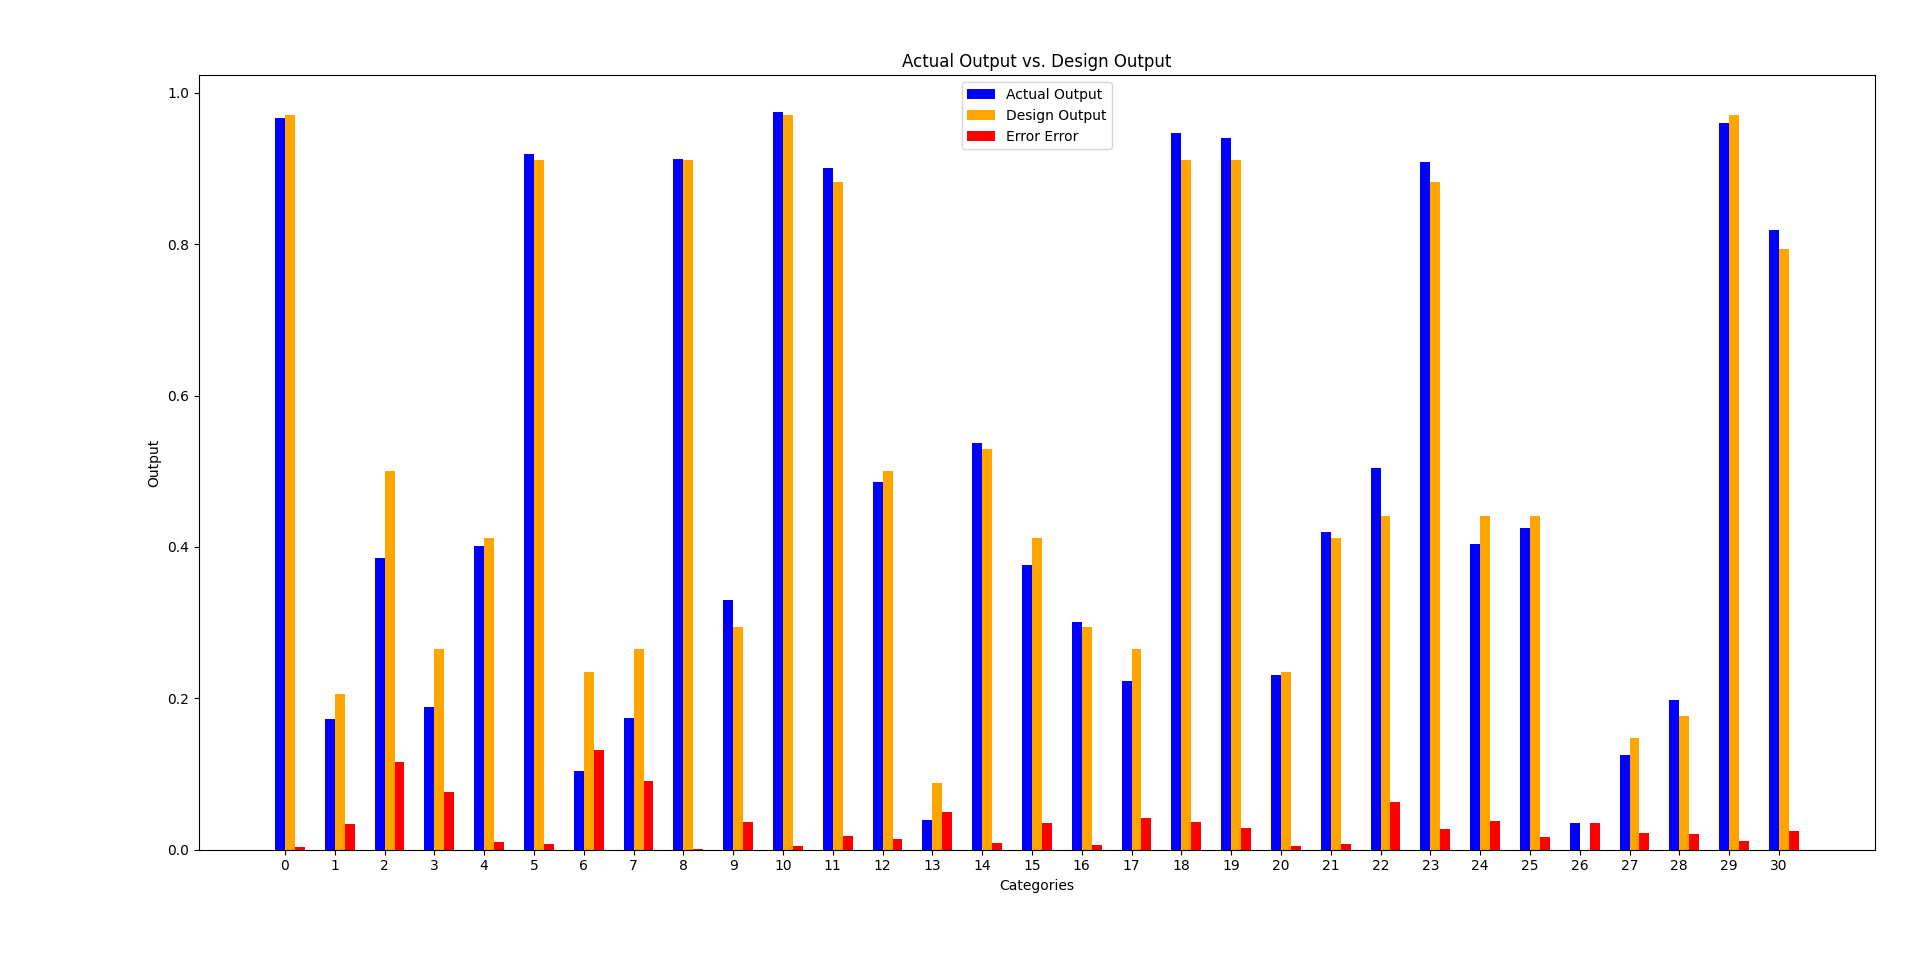 Actual Output vs. Design Output
Actual Output
Design Output
Error Error
1.0
0.8
0.6
0.4
0.2
0.0
Output
0 1 2 3 4 5 6 7 8 9 10 11 12 13 14 15 16 17 18 19 20 21 22 23 24 25 26 27 28 29 30
Categories